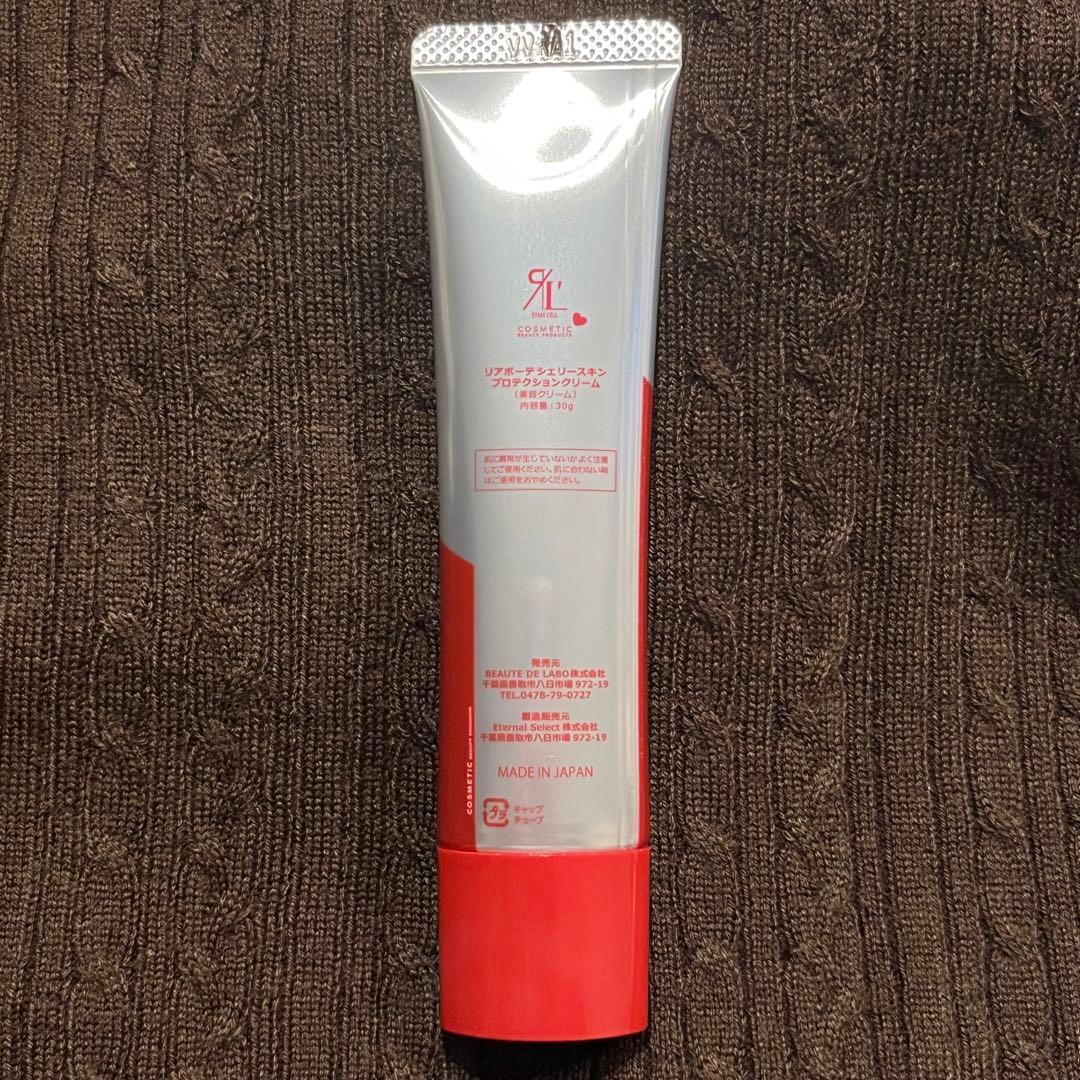 STEM CELL
COSMETIC
BEAUTY PRODUCTS
リアボーテ シェリースキン
プロテクションクリーム
(美容クリーム)
内容量:30g
肌に異常が生じていないかよく注意
してご使用ください。肌に合わない時
はご使用をおやめください。
発売元
BEAUTE DE LABO株式会社
千葉県香取市八日市場972-19
TEL.0478-79-0727
製造販売元
Eternal Select 株式会社
千葉県香取市八日市場972-19
MADE IN JAPAN
プラ
キャップ
チューブ
COSMETIC